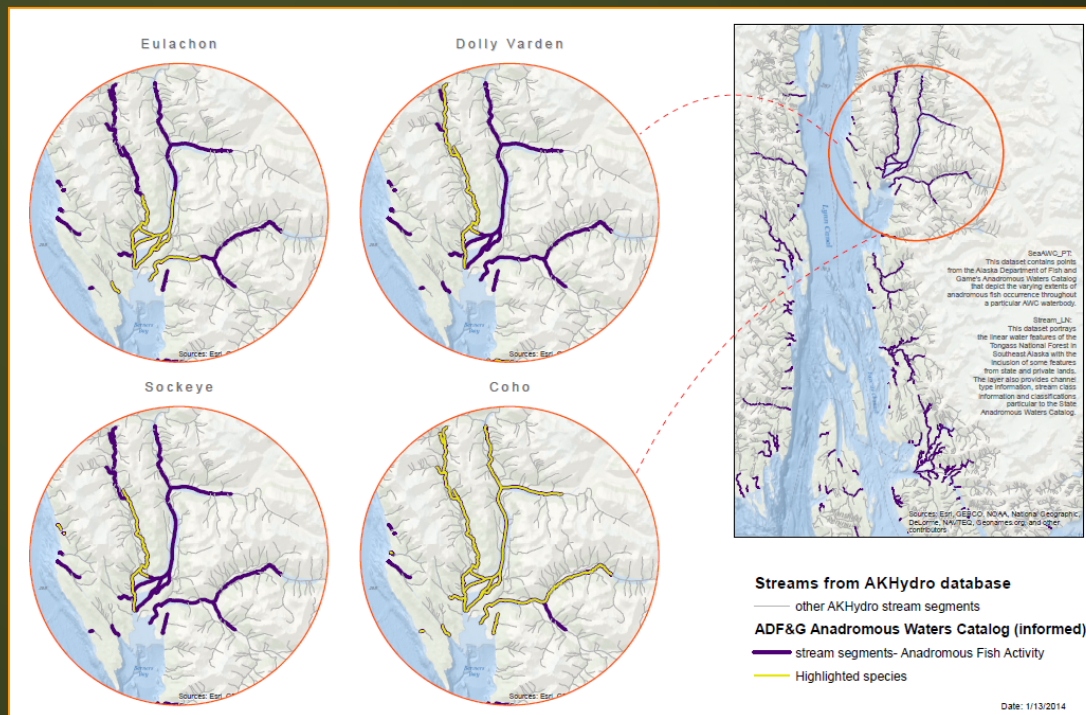 Eulachon
Dolly Varden
Sources: Esri, G
Sources: Esri, G
Sockeye
Coho
Sources: Esri, G
Sources: Esri, G
Lynn Canal
SeaAWC_PT:
This dataset contains points
from the Alaska Department of Fish and
Game's Anadromous Waters Catalog
that depict the varying extents of
anadromous fish occurrence throughout
a particular AWC waterbody.
Stream_LN:
This dataset portrays
the linear water features of the
Tongass National Forest in
Southeast Alaska with the
inclusion of some features
from state and private lands.
The layer also provides channel
type information, stream class
information and classifications
particular to the State
Anadromous Waters Catalog.
Sources: Esri, GEBCO, NOAA, National Geographic,
DeLorme, NAVTEQ, Geonames.org, and other
contributors
Streams from AKHydro database
other AKHydro stream segments
ADF&G Anadromous Waters Catalog (informed)
stream segments- Anadromous Fish Activity
Highlighted species
Date: 1/13/2014